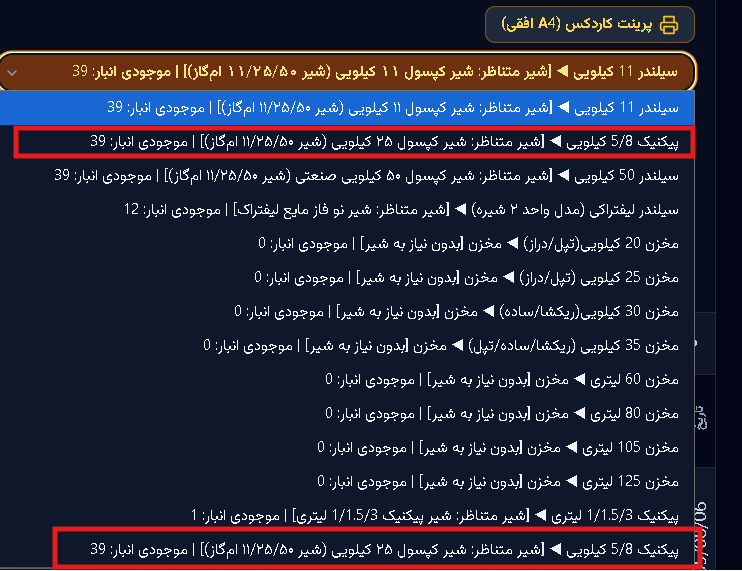 پرینت کاردکس (A4 افقی)
سیلندر 11 کیلویی ◀ [شیر متناظر: شیر کپسول ۱۱ کیلویی (شیر ۱۱/۲۵/۵۰ ام‌گاز)] | موجودی انبار: 39
سیلندر 11 کیلویی ◀ [شیر متناظر: شیر کپسول ۱۱ کیلویی (شیر ۱۱/۲۵/۵۰ ام‌گاز)] | موجودی انبار: 39
پیکنیک 5/8 کیلویی ◀ [شیر متناظر: شیر کپسول ۲۵ کیلویی (شیر ۱۱/۲۵/۵۰ ام‌گاز)] | موجودی انبار: 39
سیلندر 50 کیلویی ◀ [شیر متناظر: شیر کپسول ۵۰ کیلویی صنعتی (شیر ۱۱/۲۵/۵۰ ام‌گاز)] | موجودی انبار: 39
سیلندر لیفتراکی (مدل واحد ۲ شیره) ◀ [شیر متناظر: شیر نو فاز مایع لیفتراک] | موجودی انبار: 12
مخزن 20 کیلویی(تپل/دراز) ◀ مخزن [بدون نیاز به شیر] | موجودی انبار: 0
مخزن 25 کیلویی (تپل/دراز) ◀ مخزن [بدون نیاز به شیر] | موجودی انبار: 0
مخزن 30 کیلویی(ریکشا/ساده) ◀ مخزن [بدون نیاز به شیر] | موجودی انبار: 0
مخزن 35 کیلویی (ریکشا/ساده/تپل) ◀ مخزن [بدون نیاز به شیر] | موجودی انبار: 0
مخزن 60 لیتری ◀ مخزن [بدون نیاز به شیر] | موجودی انبار: 0
مخزن 80 لیتری ◀ مخزن [بدون نیاز به شیر] | موجودی انبار: 0
تاریخ
مخزن 105 لیتری ◀ مخزن [بدون نیاز به شیر] | موجودی انبار: 0
مخزن 125 لیتری ◀ مخزن [بدون نیاز به شیر] | موجودی انبار: 0
پیکنیک 1/1.5/3 لیتری ◀ [شیر متناظر: شیر پیکنیک 1/1.5/3 لیتری] | موجودی انبار: 1
پیکنیک 5/8 کیلویی ◀ [شیر متناظر: شیر کپسول ۲۵ کیلویی (شیر ۱۱/۲۵/۵۰ ام‌گاز)] | موجودی انبار: 39